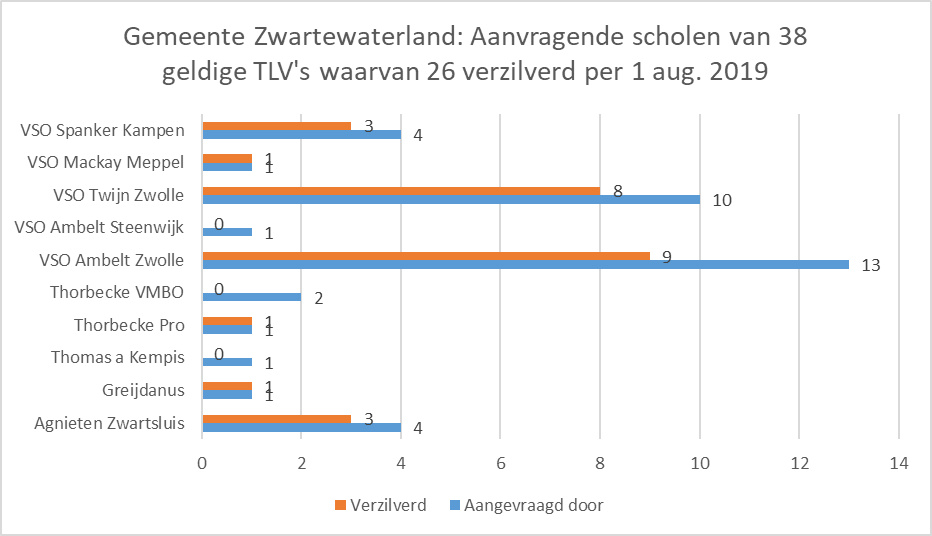 Gemeente Zwartewaterland: Aanvragende scholen van 38
geldige TLV's waarvan 26 verzilverd per 1 aug. 2019
VSO Spanker Kampen 3 4
VSO Mackay Meppel 1 1
VSO Twijn Zwolle 8 10
VSO Ambelt Steenwijk 0 1
VSO Ambelt Zwolle 9 13
Thorbecke VMBO 0 2
Thorbecke Pro 1 1
Thomas a Kempis 0 1
Greijdanus 1 1
Agnieten Zwartsluis 3 4
0 2 4 6 8 10 12 14
Verzilverd Aangevraagd door